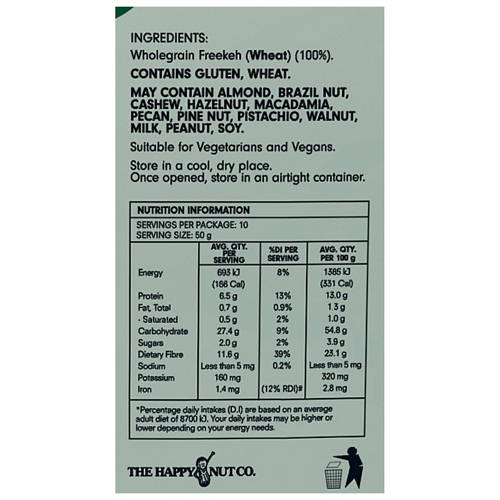 INGREDIENTS:
Wholegrain Freekeh (Wheat) (100%).
CONTAINS GLUTEN, WHEAT.
MAY CONTAIN ALMOND, BRAZIL NUT,
CASHEW, HAZELNUT, MACADAMIA,
PECAN, PINE NUT, PISTACHIO, WALNUT,
MILK, PEANUT, SOY.
Suitable for Vegetarians and Vegans.
Store in a cool, dry place.
Once opened, store in an airtight container.
NUTRITION INFORMATION
SERVINGS PER PACKAGE: 10
SERVING SIZE: 50 g
AVG. QTY. PER SERVING %DI PER SERVING AVG. QTY. PER 100 g
Energy 693 kJ 8% 1385 kJ
(166 Cal) (331 Cal)
Protein 6.5 g 13% 13.0 g
Fat, Total 0.7 g 0.9% 1.3 g
- Saturated 0.5 g 2% 1.0 g
Carbohydrate 27.4 g 9% 54.8 g
Sugars 2.0 g 2% 3.9 g
Dietary Fibre 11.6 g 39% 23.1 g
Sodium Less than 5 mg 0.2% Less than 5 mg
Potassium 160 mg 320 mg
Iron 1.4 mg (12% RDI)# 2.8 mg
*Percentage daily intakes (D.I) are based on an average
adult diet of 8700 kJ. Your daily intakes may be higher or
lower depending on your energy needs.
THE HAPPY NUT CO.